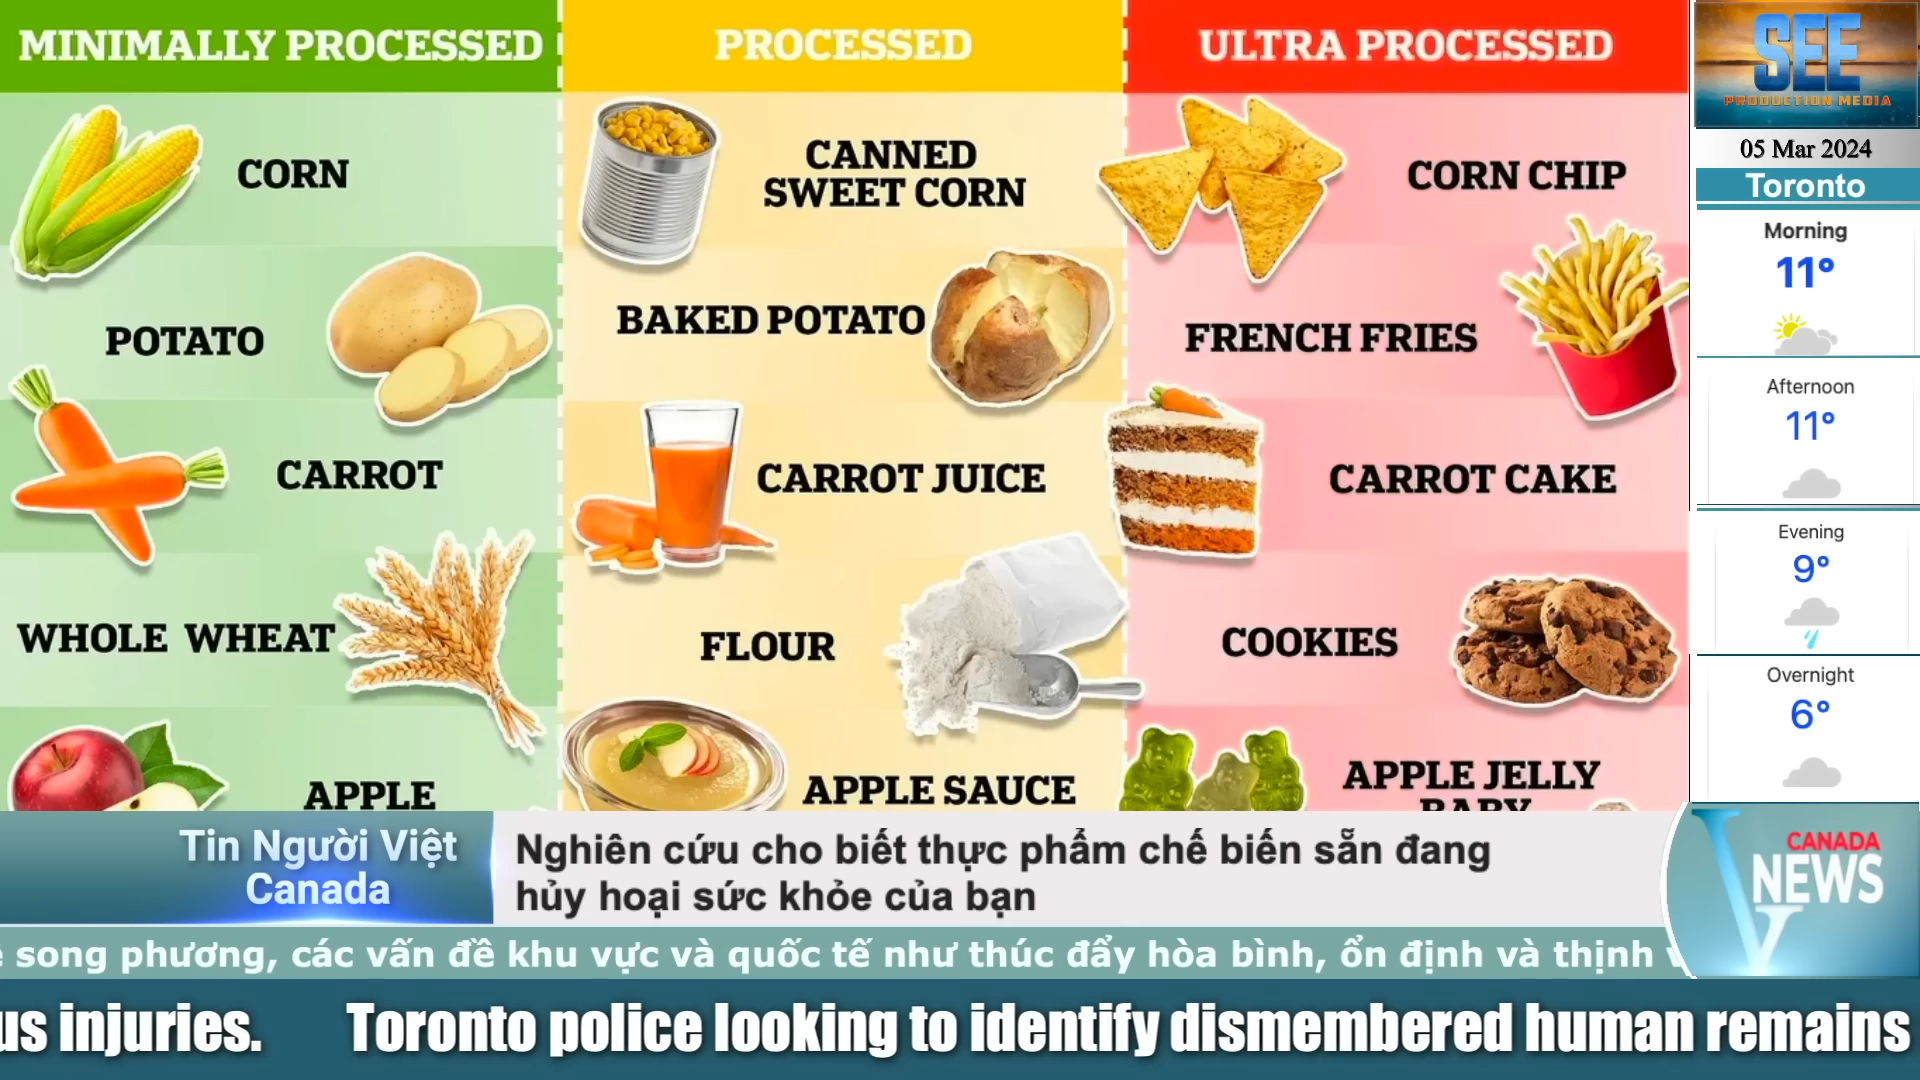 MINIMALLY PROCESSED
PROCESSED
ULTRA PROCESSED
CORN
CANNED
SWEET CORN
CORN CHIP
POTATO
BAKED POTATO
FRENCH FRIES
CARROT
CARROT JUICE
CARROT CAKE
WHOLE WHEAT
FLOUR
COOKIES
APPLE
APPLE SAUCE
APPLE JELLY
BABY
SEE
PRODUCTION MEDIA
05 Mar 2024
Toronto
Morning
11°
Afternoon
11°
Evening
9°
Overnight
6°
Tin Người Việt
Canada
Nghiên cứu cho biết thực phẩm chế biến sẵn đang
hủy hoại sức khỏe của bạn
CANADA
V NEWS
song phương, các vấn đề khu vực và quốc tế như thúc đẩy hòa bình, ổn định và thịnh
us injuries. Toronto police looking to identify dismembered human remains